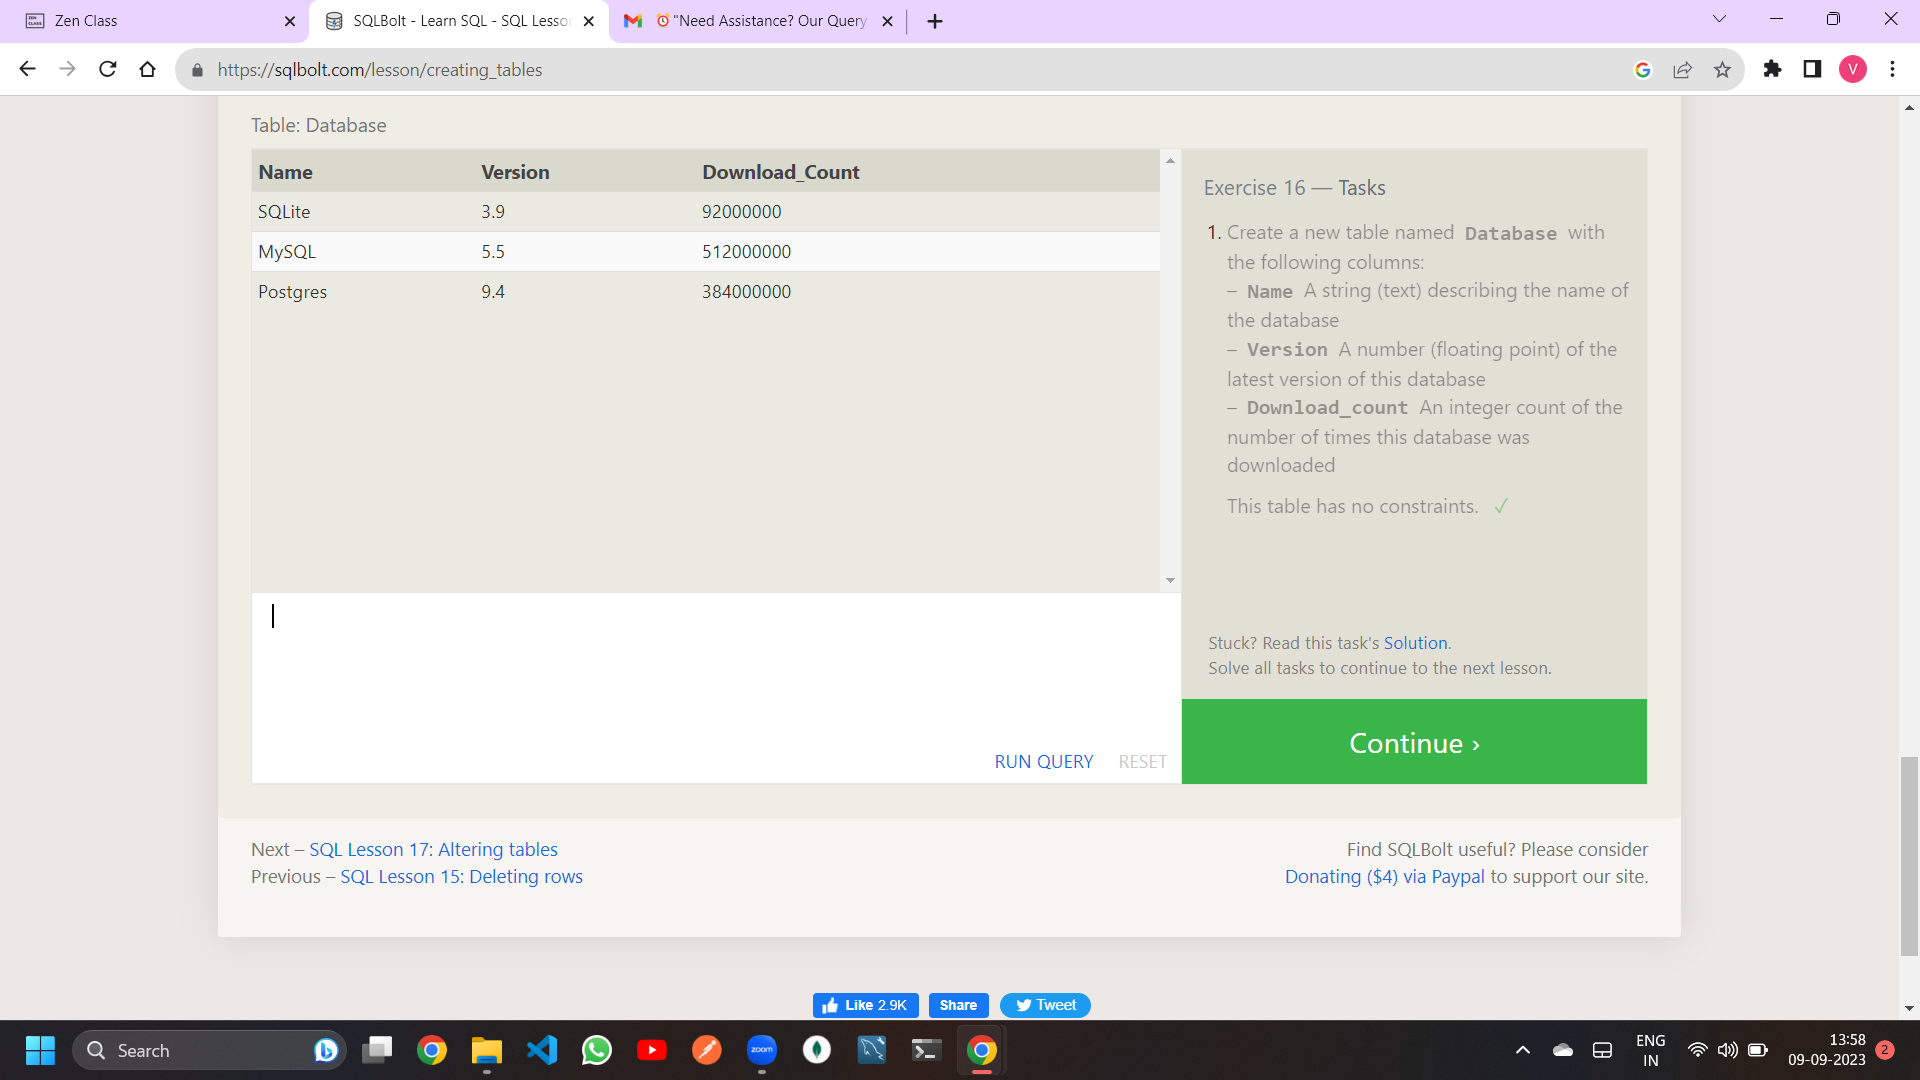 Zen Class
SQLBolt - Learn SQL - SQL Lesson
"Need Assistance? Our Query
https://sqlbolt.com/lesson/creating_tables
V
Table: Database
Name Version Download_Count
SQLite 3.9 92000000
MySQL 5.5 512000000
Postgres 9.4 384000000
Exercise 16 — Tasks
1. Create a new table named Database with
the following columns:
– Name A string (text) describing the name of
the database
– Version A number (floating point) of the
latest version of this database
– Download_count An integer count of the
number of times this database was
downloaded
This table has no constraints. ✓
Stuck? Read this task's Solution.
Solve all tasks to continue to the next lesson.
RUN QUERY RESET
Continue ›
Next – SQL Lesson 17: Altering tables
Previous – SQL Lesson 15: Deleting rows
Find SQLBolt useful? Please consider
Donating ($4) via Paypal to support our site.
Like 2.9K Share Tweet
Search
zoom
ENG
IN
13:58
09-09-2023
2